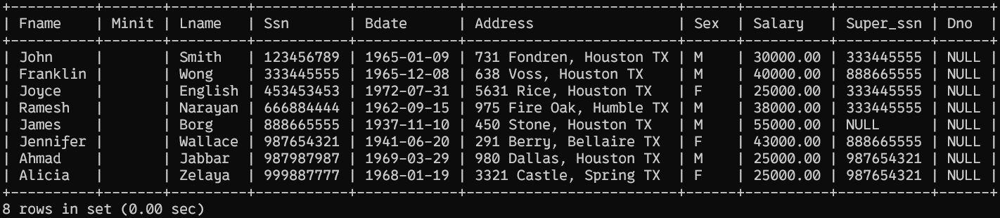 +----------+-------+---------+-----------+------------+--------------------------+------+----------+-----------+------+
| Fname    | Minit | Lname   | Ssn       | Bdate      | Address                  | Sex  | Salary   | Super_ssn | Dno  |
+----------+-------+---------+-----------+------------+--------------------------+------+----------+-----------+------+
| John     |       | Smith   | 123456789 | 1965-01-09 | 731 Fondren, Houston TX | M    | 30000.00 | 333445555 | NULL |
| Franklin |       | Wong    | 333445555 | 1965-12-08 | 638 Voss, Houston TX    | M    | 40000.00 | 888665555 | NULL |
| Joyce    |       | English | 453453453 | 1972-07-31 | 5631 Rice, Houston TX   | F    | 25000.00 | 333445555 | NULL |
| Ramesh   |       | Narayan | 666884444 | 1962-09-15 | 975 Fire Oak, Humble TX | M    | 38000.00 | 333445555 | NULL |
| James    |       | Borg    | 888665555 | 1937-11-10 | 450 Stone, Houston TX   | M    | 55000.00 | NULL      | NULL |
| Jennifer |       | Wallace | 987654321 | 1941-06-20 | 291 Berry, Bellaire TX  | F    | 43000.00 | 888665555 | NULL |
| Ahmad    |       | Jabbar  | 987987987 | 1969-03-29 | 980 Dallas, Houston TX  | M    | 25000.00 | 987654321 | NULL |
| Alicia   |       | Zelaya  | 999887777 | 1968-01-19 | 3321 Castle, Spring TX  | F    | 25000.00 | 987654321 | NULL |
+----------+-------+---------+-----------+------------+--------------------------+------+----------+-----------+------+
8 rows in set (0.00 sec)